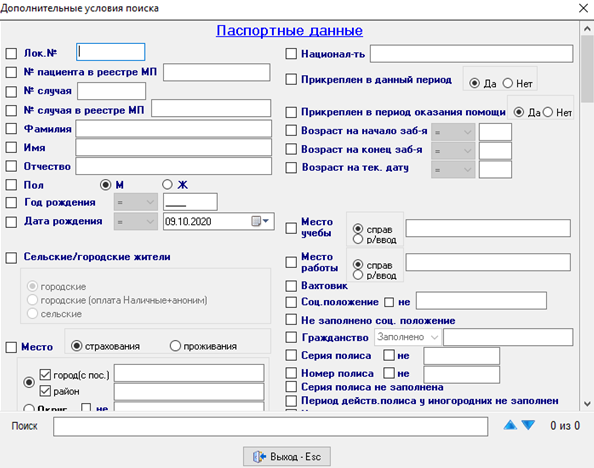 Дополнительные условия поиска
Паспортные данные
Лок.№
№ пациента в реестре МП
№ случая
№ случая в реестре МП
Фамилия
Имя
Отчество
Пол М Ж
Год рождения =
Дата рождения = 09.10.2020
Сельские/городские жители
городские
городские (оплата Наличные+аноним)
сельские
Место страхования проживания
город(с пос.)
район
Округ не
Национал-ть
Прикреплен в данный период Да Нет
Прикреплен в период оказания помощи Да Нет
Возраст на начало заб-я =
Возраст на конец заб-я =
Возраст на тек. дату =
Место учебы справ
р/ввод
Место работы справ
р/ввод
Вахтовик
Соц.положение не
Не заполнено соц. положение
Гражданство Заполнено
Серия полиса не
Номер полиса не
Серия полиса не заполнена
Период действ.полиса у иногородних не заполнен
Поиск 0 из 0
Выход - Esc